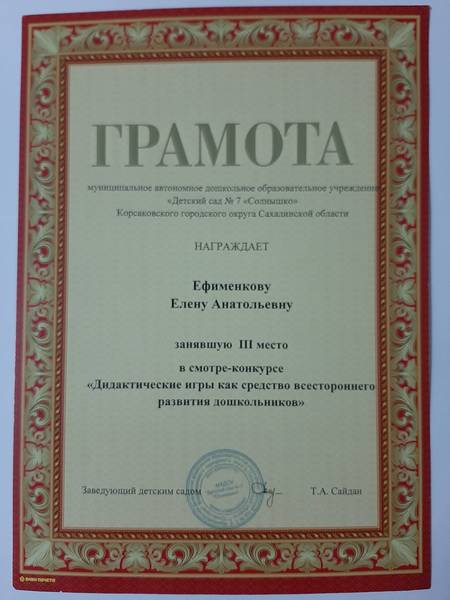 ГРАМОТА
муниципальное автономное дошкольное образовательное учреждение
«Детский сад № 7 «Солнышко»
Корсаковского городского округа Сахалинской области
НАГРАЖДАЕТ
Ефименкову
Елену Анатольевну
занявшую III место
в смотре-конкурсе
«Дидактические игры как средство всестороннего
развития дошкольников»
МАДОУ
Заведующий детским садом Т.А. Сайдан